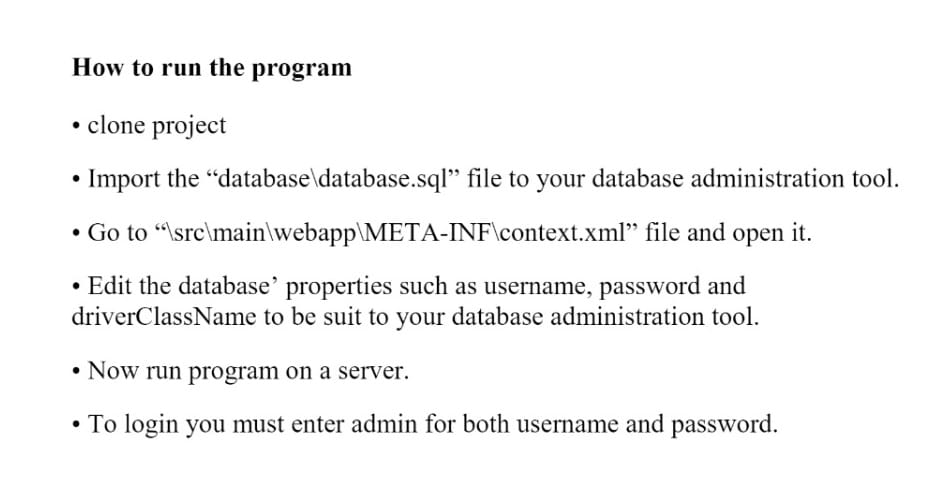 How to run the program
• clone project
• Import the “database\database.sql” file to your database administration tool.
• Go to “\src\main\webapp\META-INF\context.xml” file and open it.
• Edit the database’ properties such as username, password and
driverClassName to be suit to your database administration tool.
• Now run program on a server.
• To login you must enter admin for both username and password.